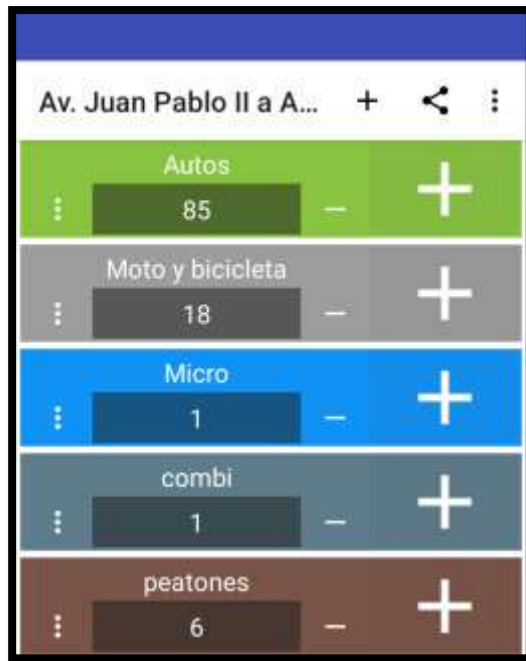 Av. Juan Pablo II a A...
Autos
85
Moto y bicicleta
18
Micro
1
combi
1
peatones
6